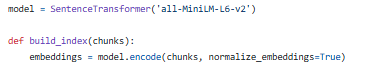 model = SentenceTransformer('all-MiniLM-L6-v2')
def build_index(chunks):
    embeddings = model.encode(chunks, normalize_embeddings=True)